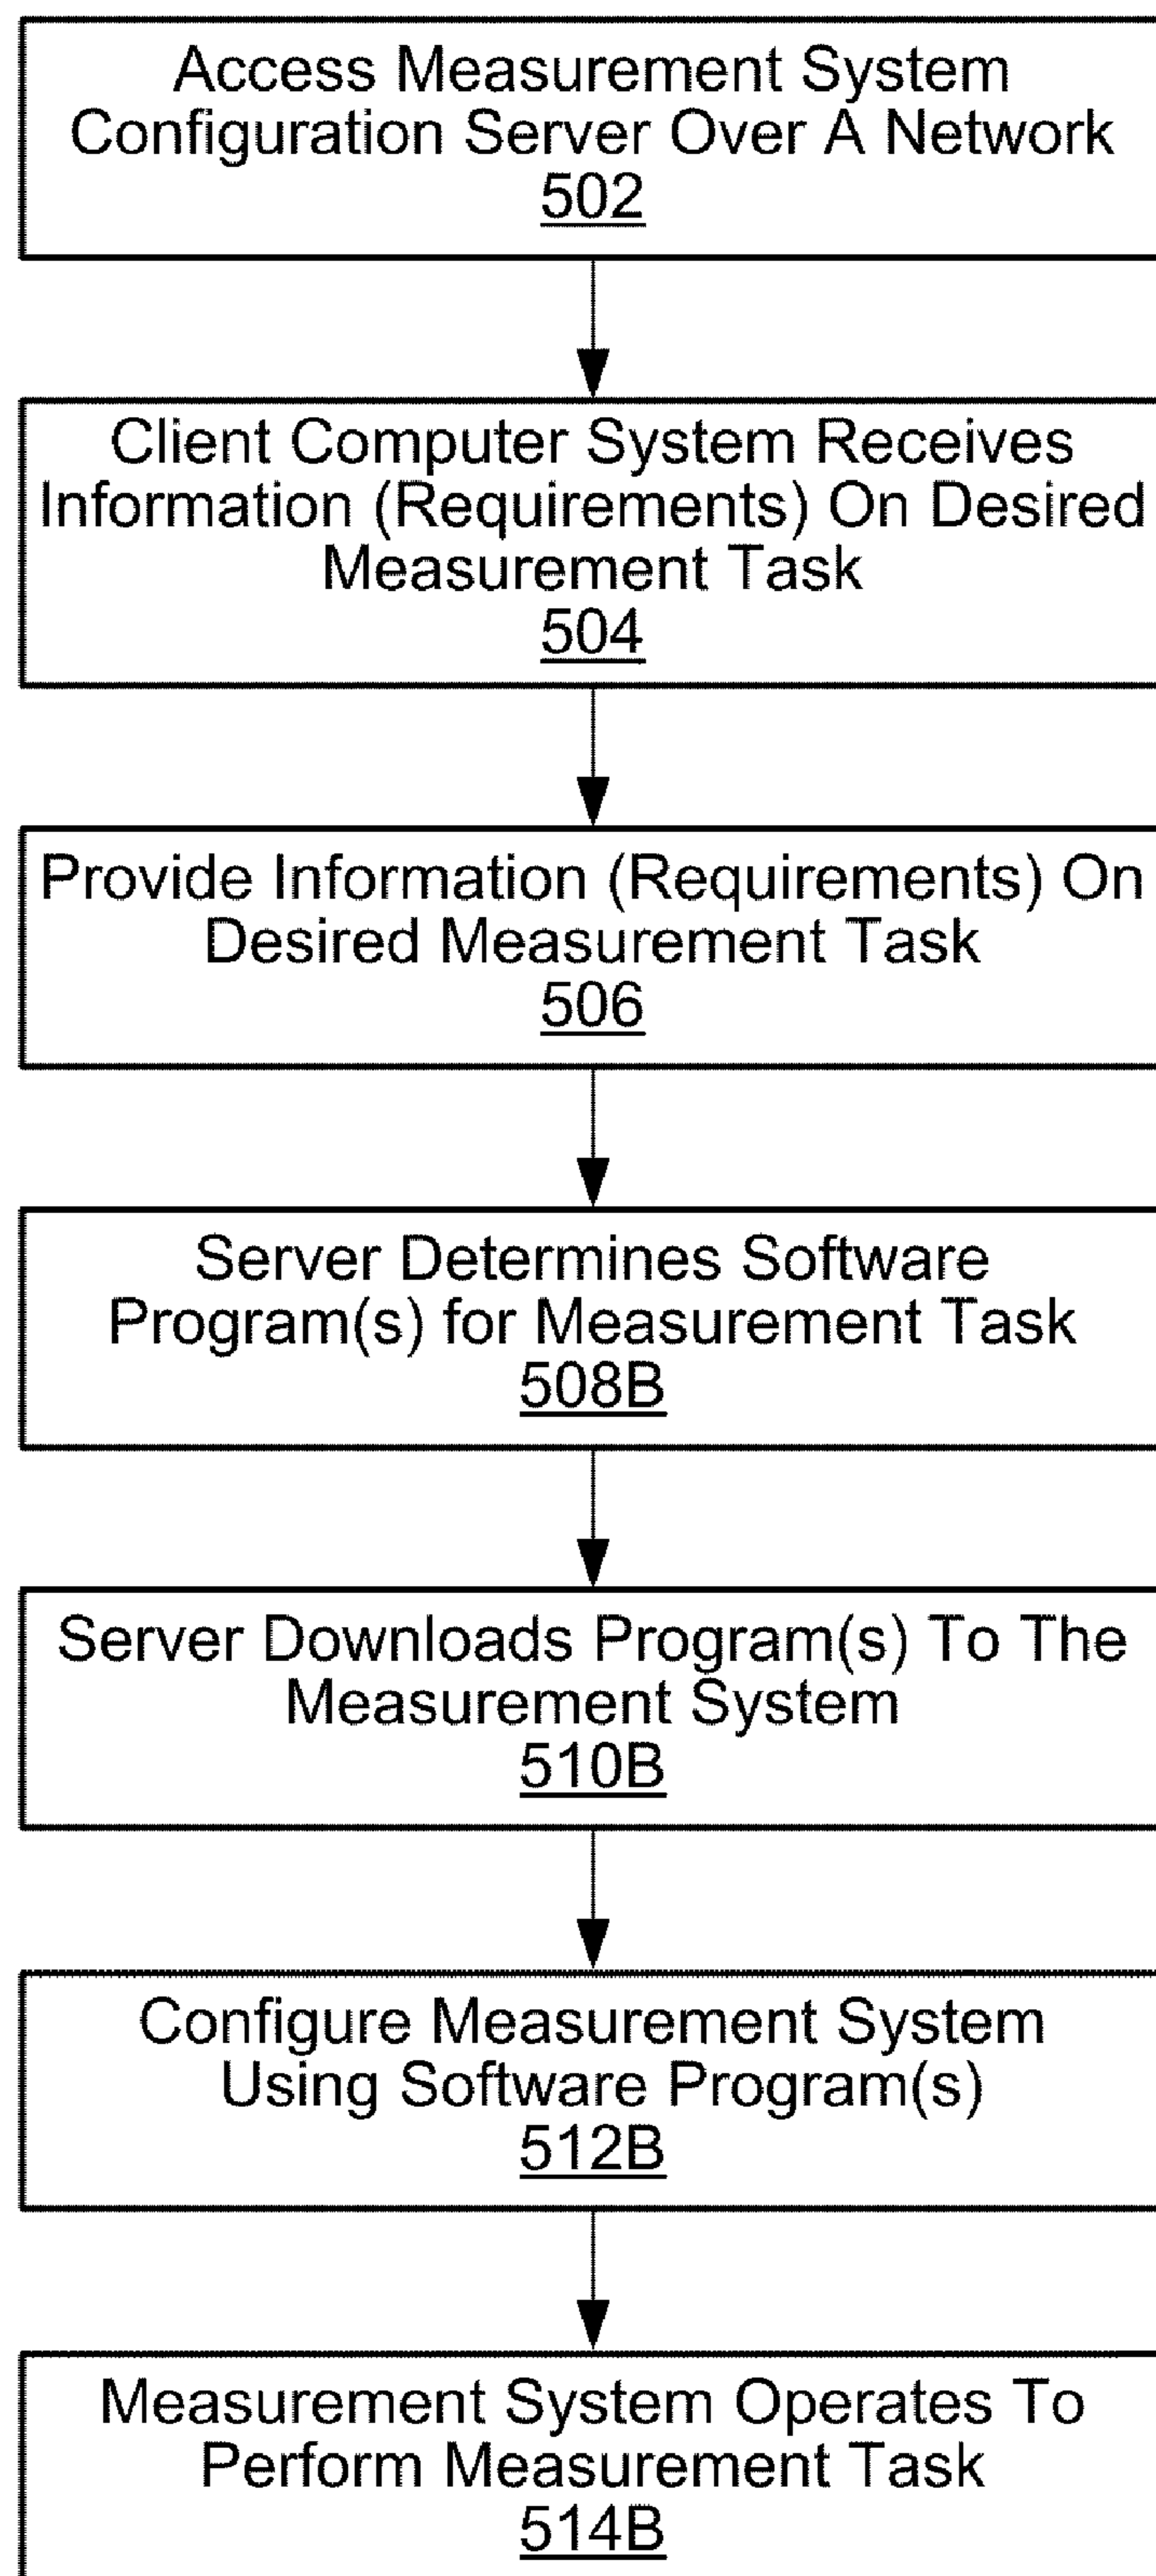 Access Measurement System
Configuration Server Over A Network
502
Client Computer System Receives
Information (Requirements) On Desired
Measurement Task
504
Provide Information (Requirements) On
Desired Measurement Task
506
Server Determines Software
Program(s) for Measurement Task
508B
Server Downloads Program(s) To The
Measurement System
510B
Configure Measurement System
Using Software Program(s)
512B
Measurement System Operates To
Perform Measurement Task
514B